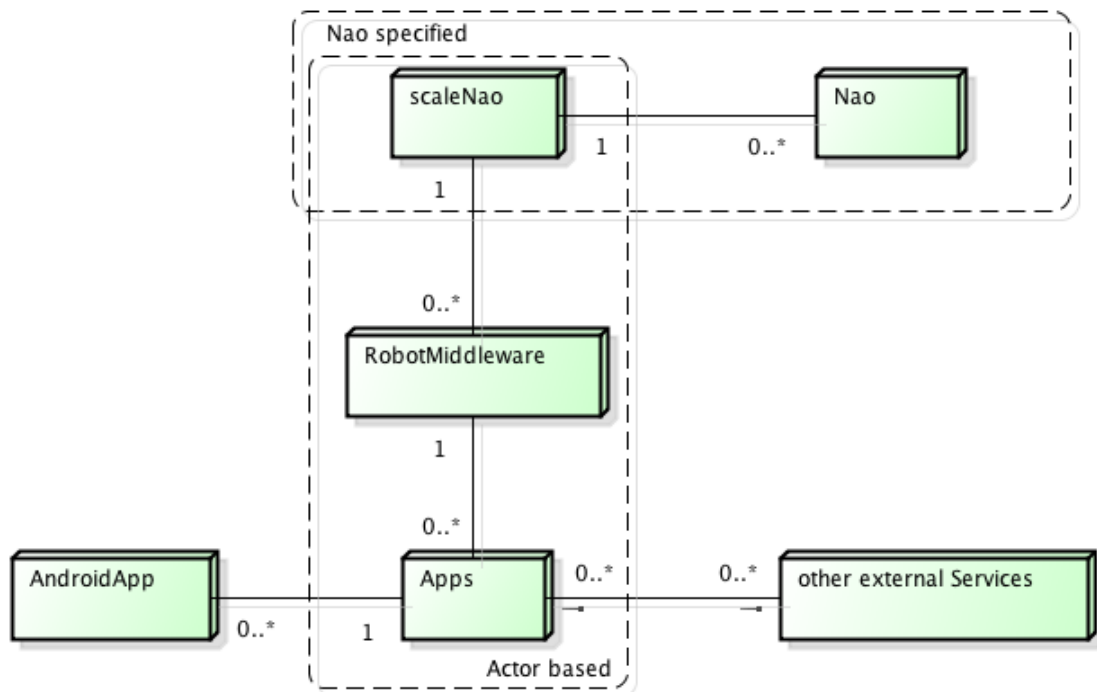 Nao specified
scaleNao
Nao
1
0..*
1
0..*
RobotMiddleware
1
0..*
0..*
0..*
AndroidApp
Apps
other external Services
0..*
1
Actor based